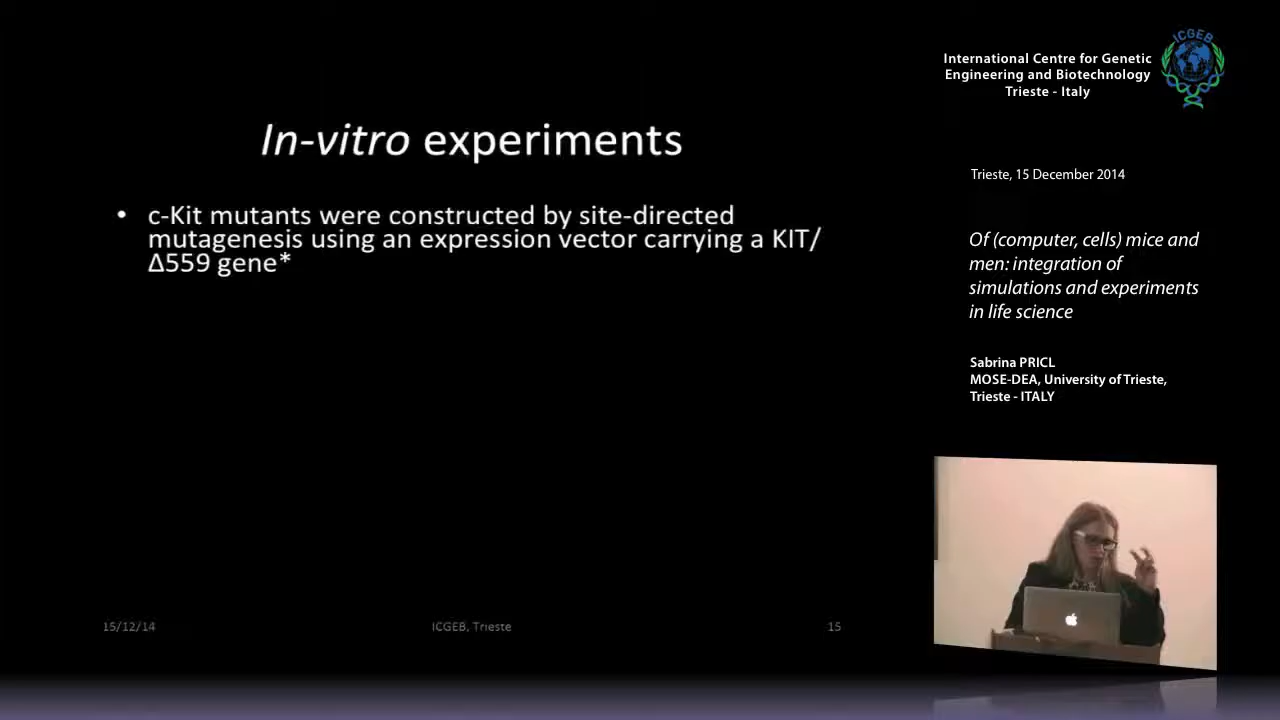 In-vitro experiments
• c-Kit mutants were constructed by site-directed
mutagenesis using an expression vector carrying a KIT/
Δ559 gene*
15/12/14
ICGEB, Trieste
15
International Centre for Genetic
Engineering and Biotechnology
Trieste - Italy
ICGEB
Trieste, 15 December 2014
Of (computer, cells) mice and
men: integration of
simulations and experiments
in life science
Sabrina PRICL
MOSE-DEA, University of Trieste,
Trieste - ITALY